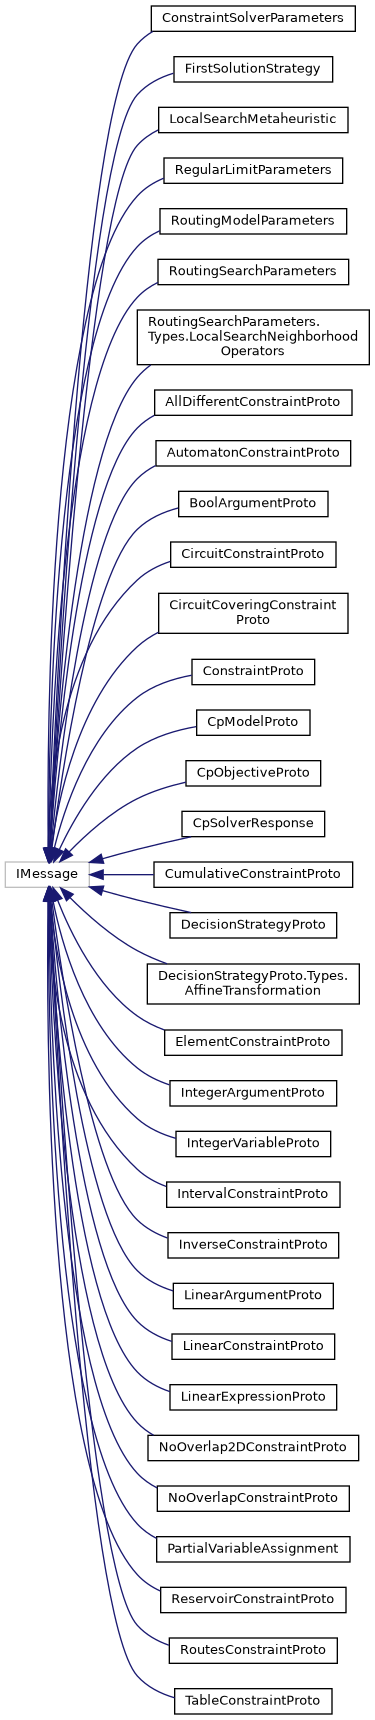 ConstraintSolverParameters
FirstSolutionStrategy
LocalSearchMetaheuristic
RegularLimitParameters
RoutingModelParameters
RoutingSearchParameters
RoutingSearchParameters.
Types.LocalSearchNeighborhood
Operators
AllDifferentConstraintProto
AutomatonConstraintProto
BoolArgumentProto
CircuitConstraintProto
CircuitCoveringConstraint
Proto
ConstraintProto
CpModelProto
CpObjectiveProto
CpSolverResponse
IMessage
CumulativeConstraintProto
DecisionStrategyProto
DecisionStrategyProto.Types.
AffineTransformation
ElementConstraintProto
IntegerArgumentProto
IntegerVariableProto
IntervalConstraintProto
InverseConstraintProto
LinearArgumentProto
LinearConstraintProto
LinearExpressionProto
NoOverlap2DConstraintProto
NoOverlapConstraintProto
PartialVariableAssignment
ReservoirConstraintProto
RoutesConstraintProto
TableConstraintProto